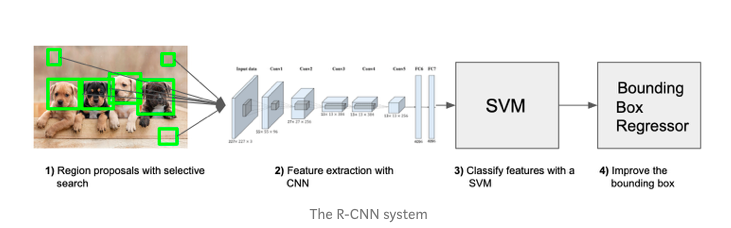 Input data Conv1 Conv2 Conv3 Conv4 Conv5 FC6 FC7
SVM
Bounding
Box
Regressor
1) Region proposals with selective
search
2) Feature extraction with
CNN
3) Classify features with a
SVM
4) Improve the
bounding box
The R-CNN system